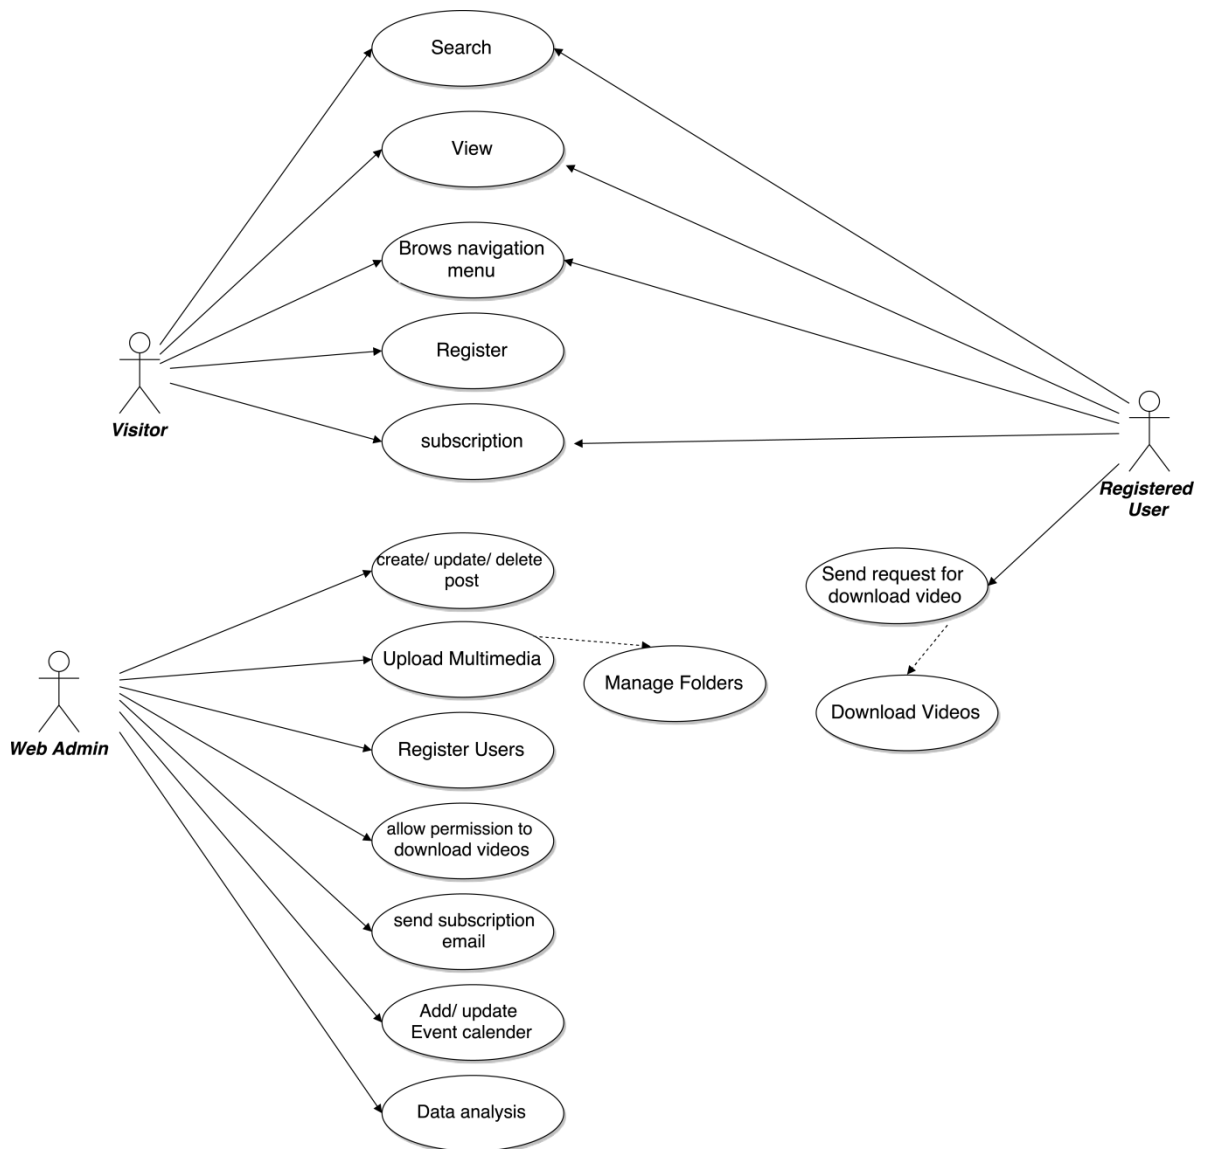 Search
View
Brows navigation
menu
Register
subscription
Visitor
Registered
User
create/ update/ delete
post
Upload Multimedia
Manage Folders
Send request for
download video
Download Videos
Web Admin
Register Users
allow permission to
download videos
send subscription
email
Add/ update
Event calender
Data analysis